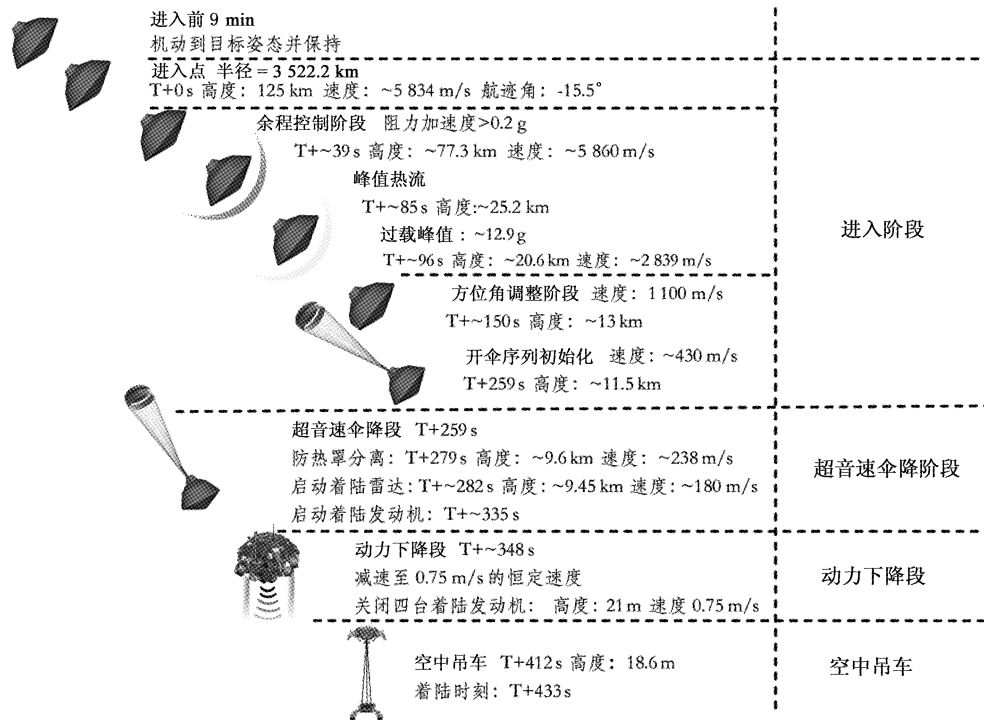 进入前 9 min
机动到目标姿态并保持
进入点 半径 = 3 522.2 km
T+0 s 高度：125 km 速度：~5 834 m/s 航迹角：-15.5°
余程控制阶段 阻力加速度>0.2 g
T+~39 s 高度：~77.3 km 速度：~5 860 m/s
峰值热流
T+~85 s 高度:~25.2 km
过载峰值：~12.9 g
T+~96 s 高度：~20.6 km 速度：~2 839 m/s
进入阶段
方位角调整阶段 速度：1 100 m/s
T+~150 s 高度：~13 km
开伞序列初始化 速度：~430 m/s
T+259 s 高度：~11.5 km
超音速伞降段 T+259 s
防热罩分离：T+279 s 高度：~9.6 km 速度：~238 m/s
启动着陆雷达：T+~282 s 高度：~9.45 km 速度：~180 m/s
启动着陆发动机：T+~335 s
超音速伞降阶段
动力下降段 T+~348 s
减速至 0.75 m/s 的恒定速度
关闭四台着陆发动机：高度：21 m 速度 0.75 m/s
动力下降段
空中吊车 T+412 s 高度：18.6 m
着陆时刻：T+433 s
空中吊车